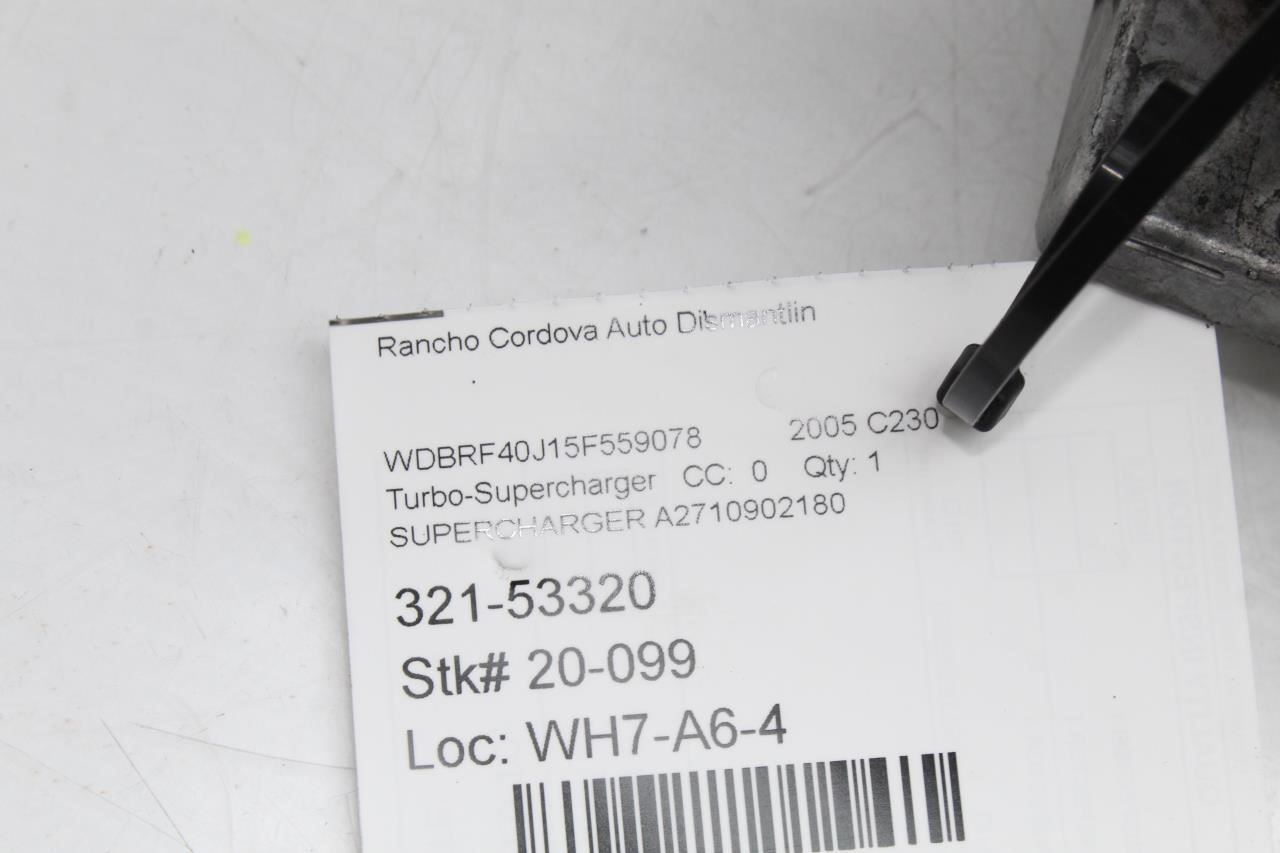 Rancho Cordova Auto Dismantlin
WDBRF40J15F559078 2005 C230
Turbo-Supercharger CC: 0 Qty: 1
SUPERCHARGER A2710902180
321-53320
Stk# 20-099
Loc: WH7-A6-4